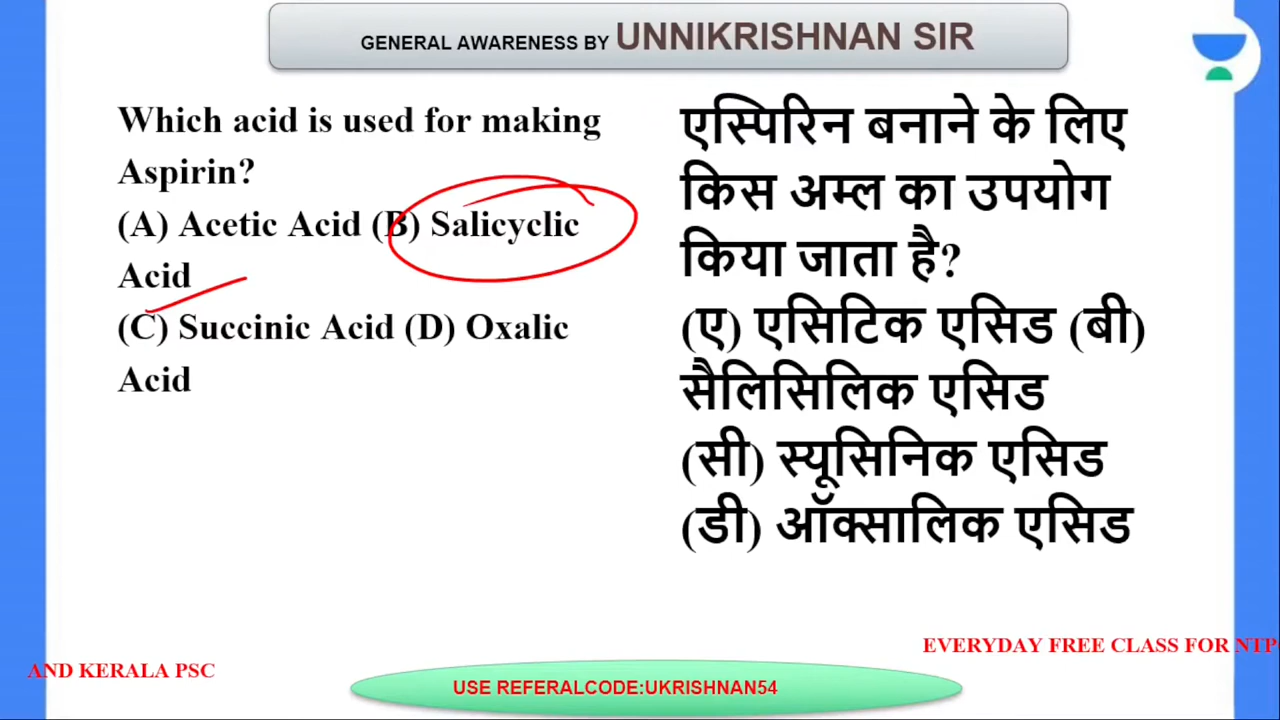 GENERAL AWARENESS BY UNNIKRISHNAN SIR
Which acid is used for making
Aspirin?
(A) Acetic Acid (B) Salicyclic
Acid
(C) Succinic Acid (D) Oxalic
Acid
एस्पिरिन बनाने के लिए
किस अम्ल का उपयोग
किया जाता है?
(ए) एसिटिक एसिड (बी)
सैलिसिलिक एसिड
(सी) स्यूसिनिक एसिड
(डी) ऑक्सालिक एसिड
EVERYDAY FREE CLASS FOR NTP
AND KERALA PSC
USE REFERALCODE:UKRISHNAN54